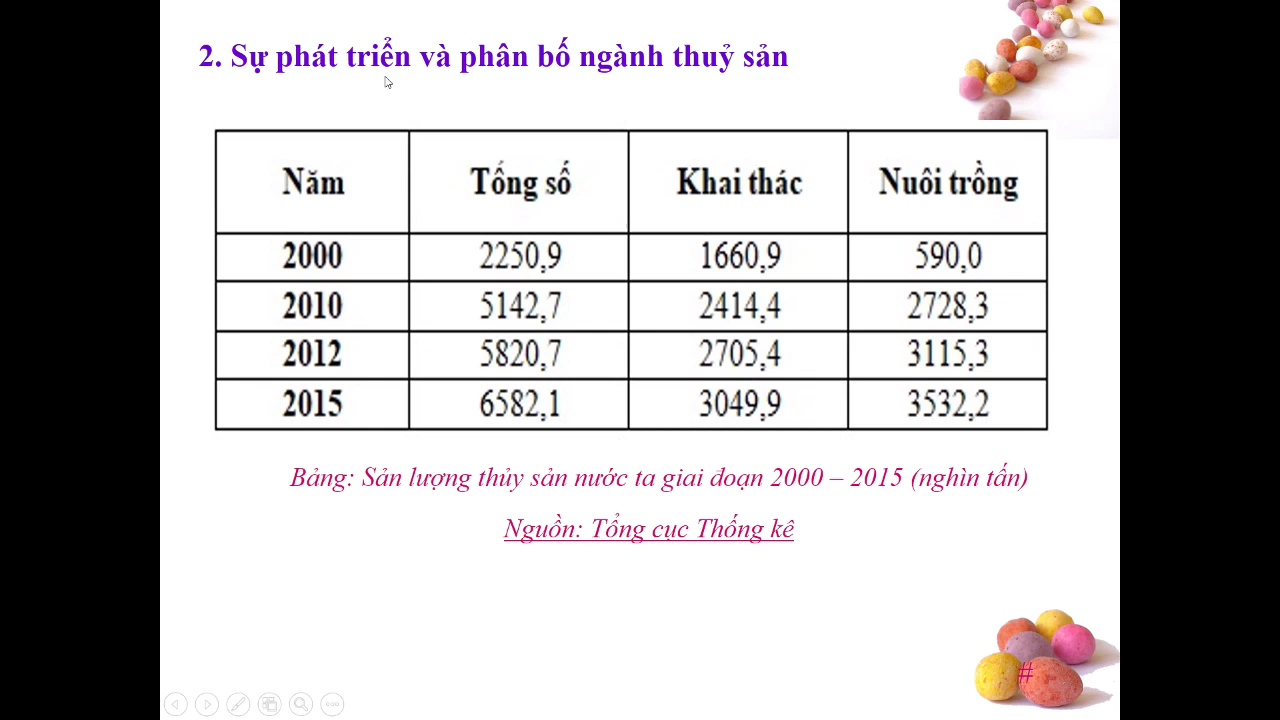 2. Sự phát triển và phân bố ngành thuỷ sản
Năm Tổng số Khai thác Nuôi trồng
2000 2250,9 1660,9 590,0
2010 5142,7 2414,4 2728,3
2012 5820,7 2705,4 3115,3
2015 6582,1 3049,9 3532,2
Bảng: Sản lượng thủy sản nước ta giai đoạn 2000 – 2015 (nghìn tấn)
Nguồn: Tổng cục Thống kê
#